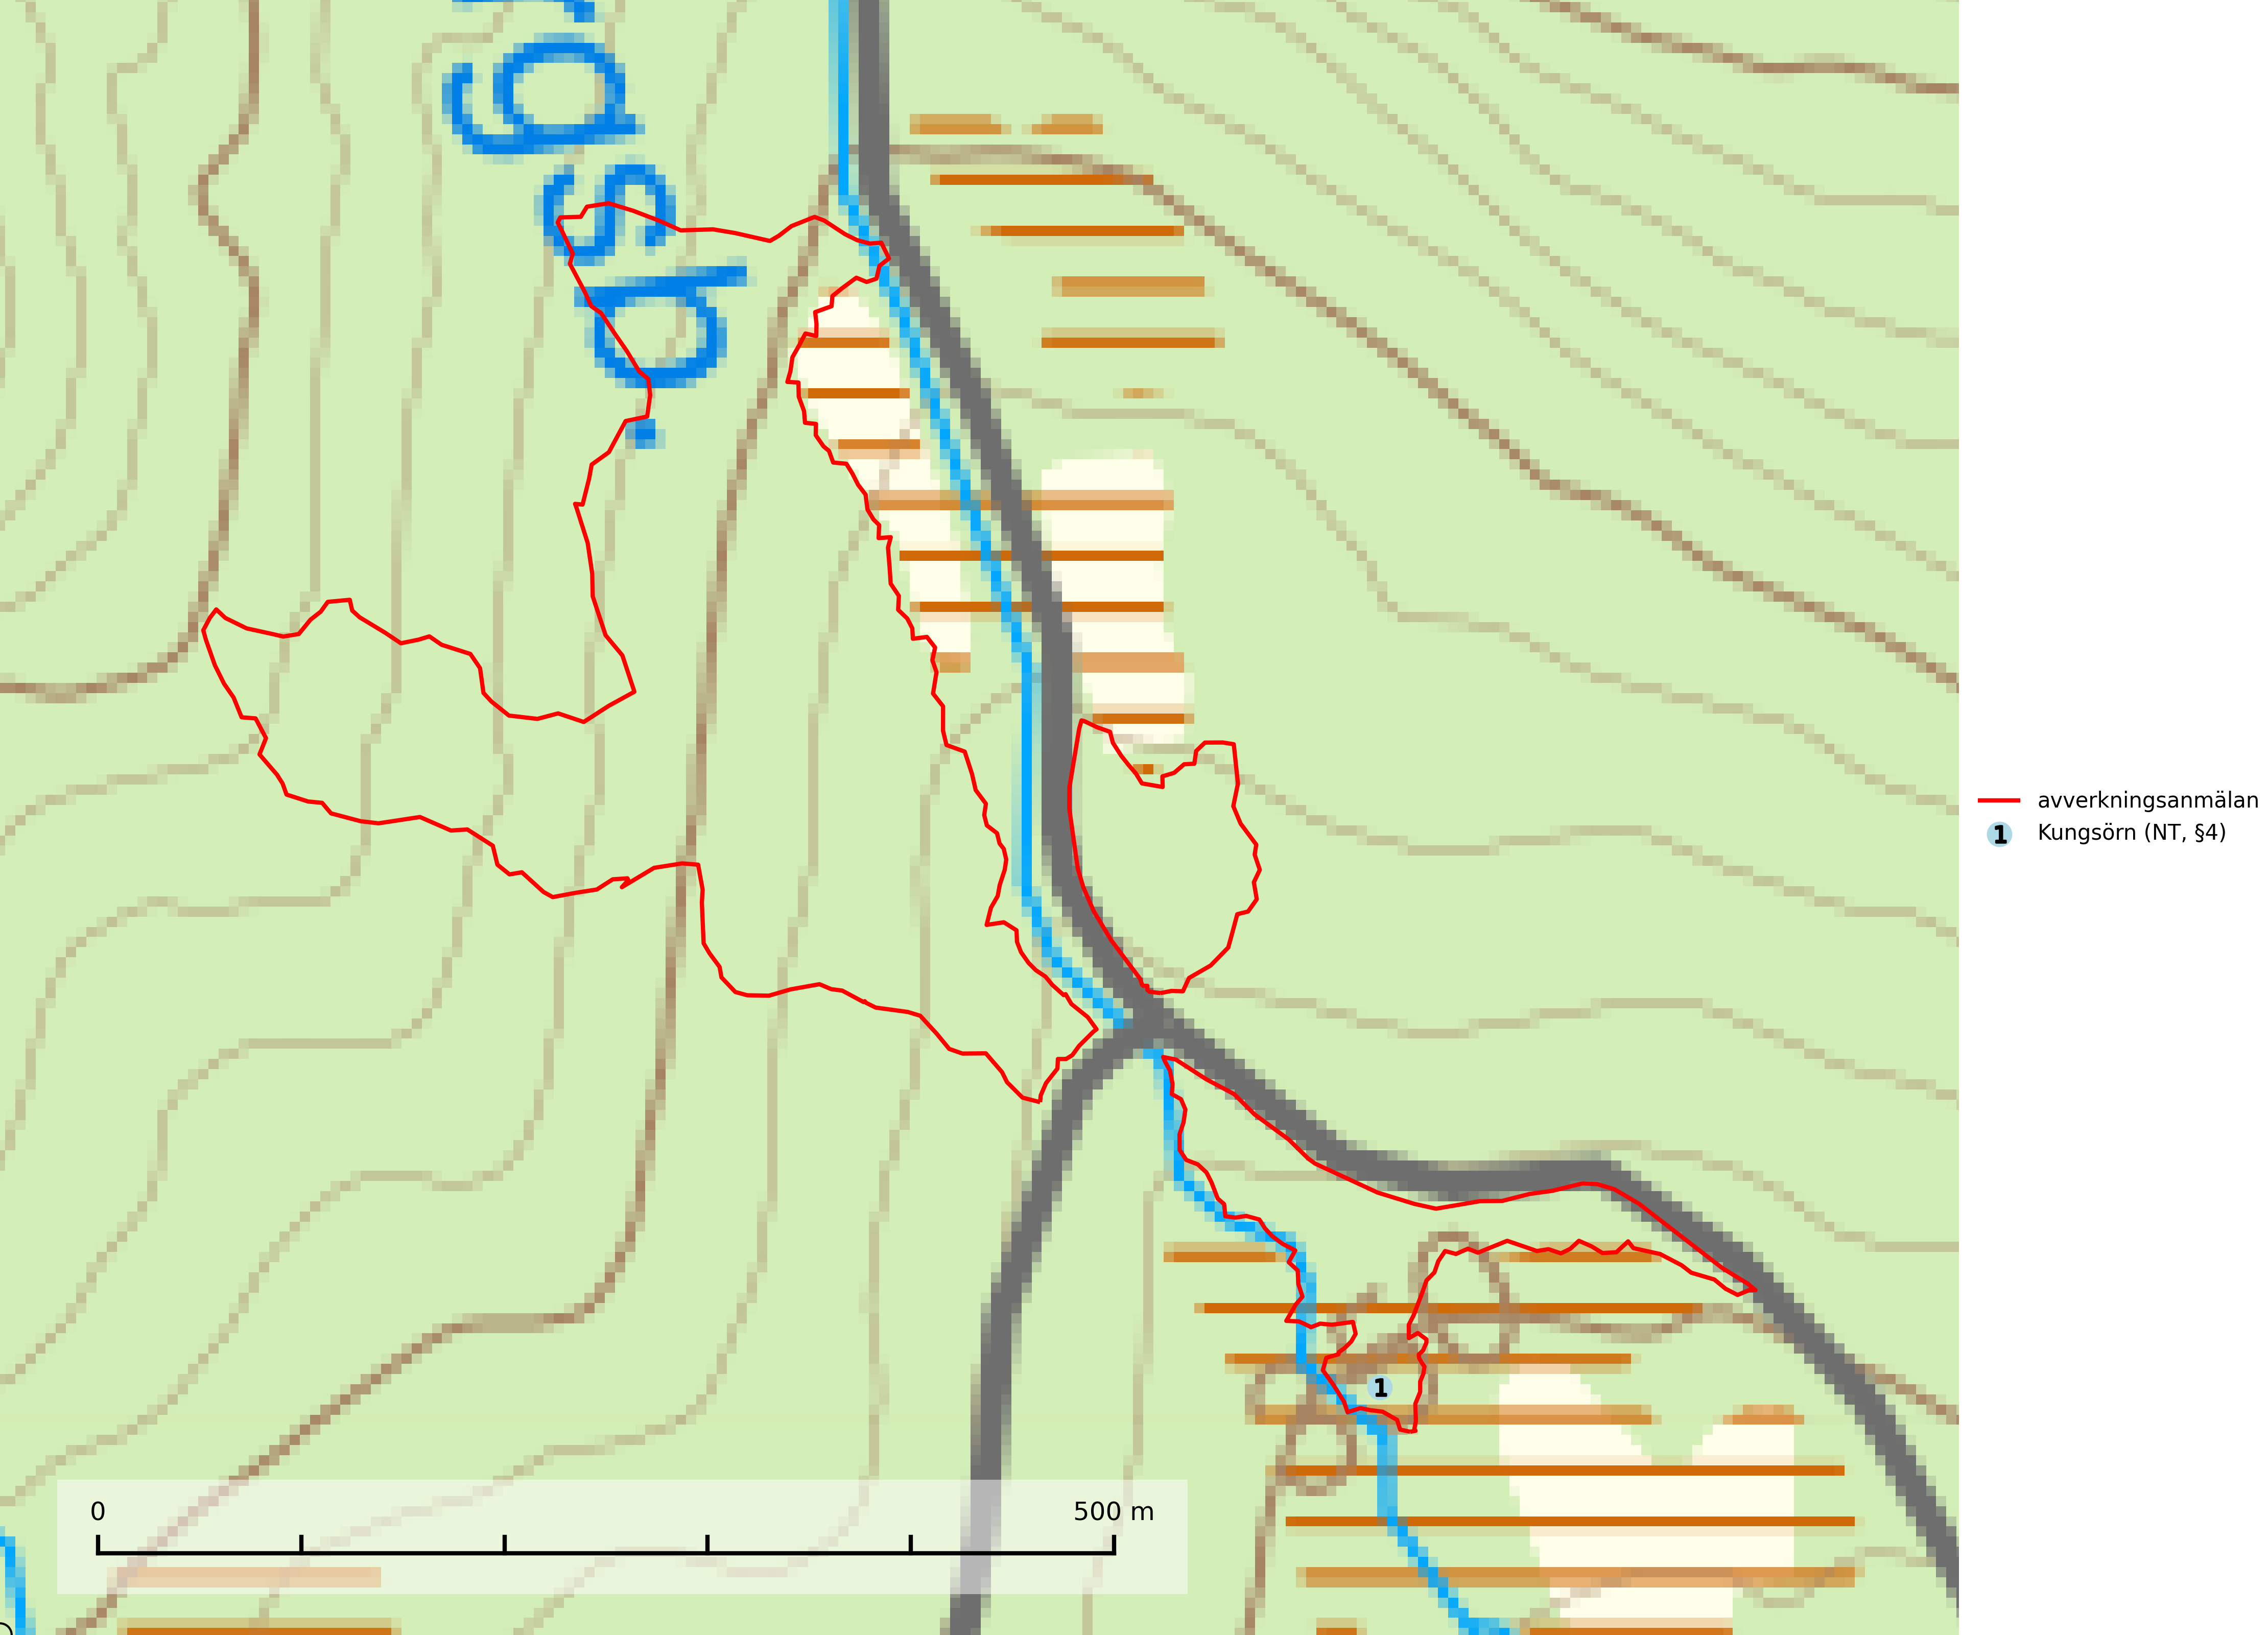 avverkningsanmälan
1 Kungsörn (NT, §4)
1
0 500 m